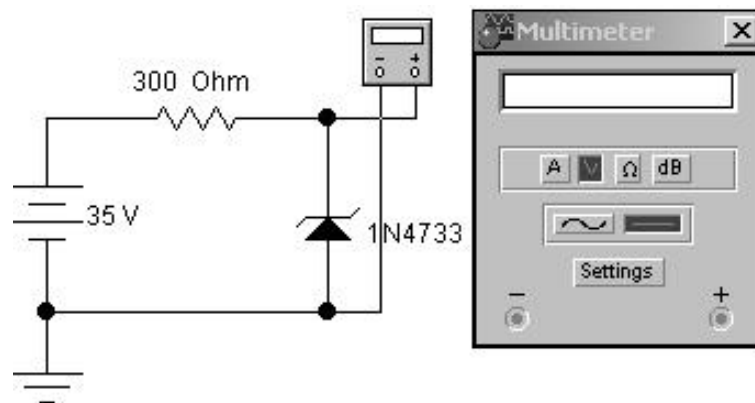 Multimeter X
- +
300 Ohm
A V Ω dB
35 V
1N4733
Settings
- +